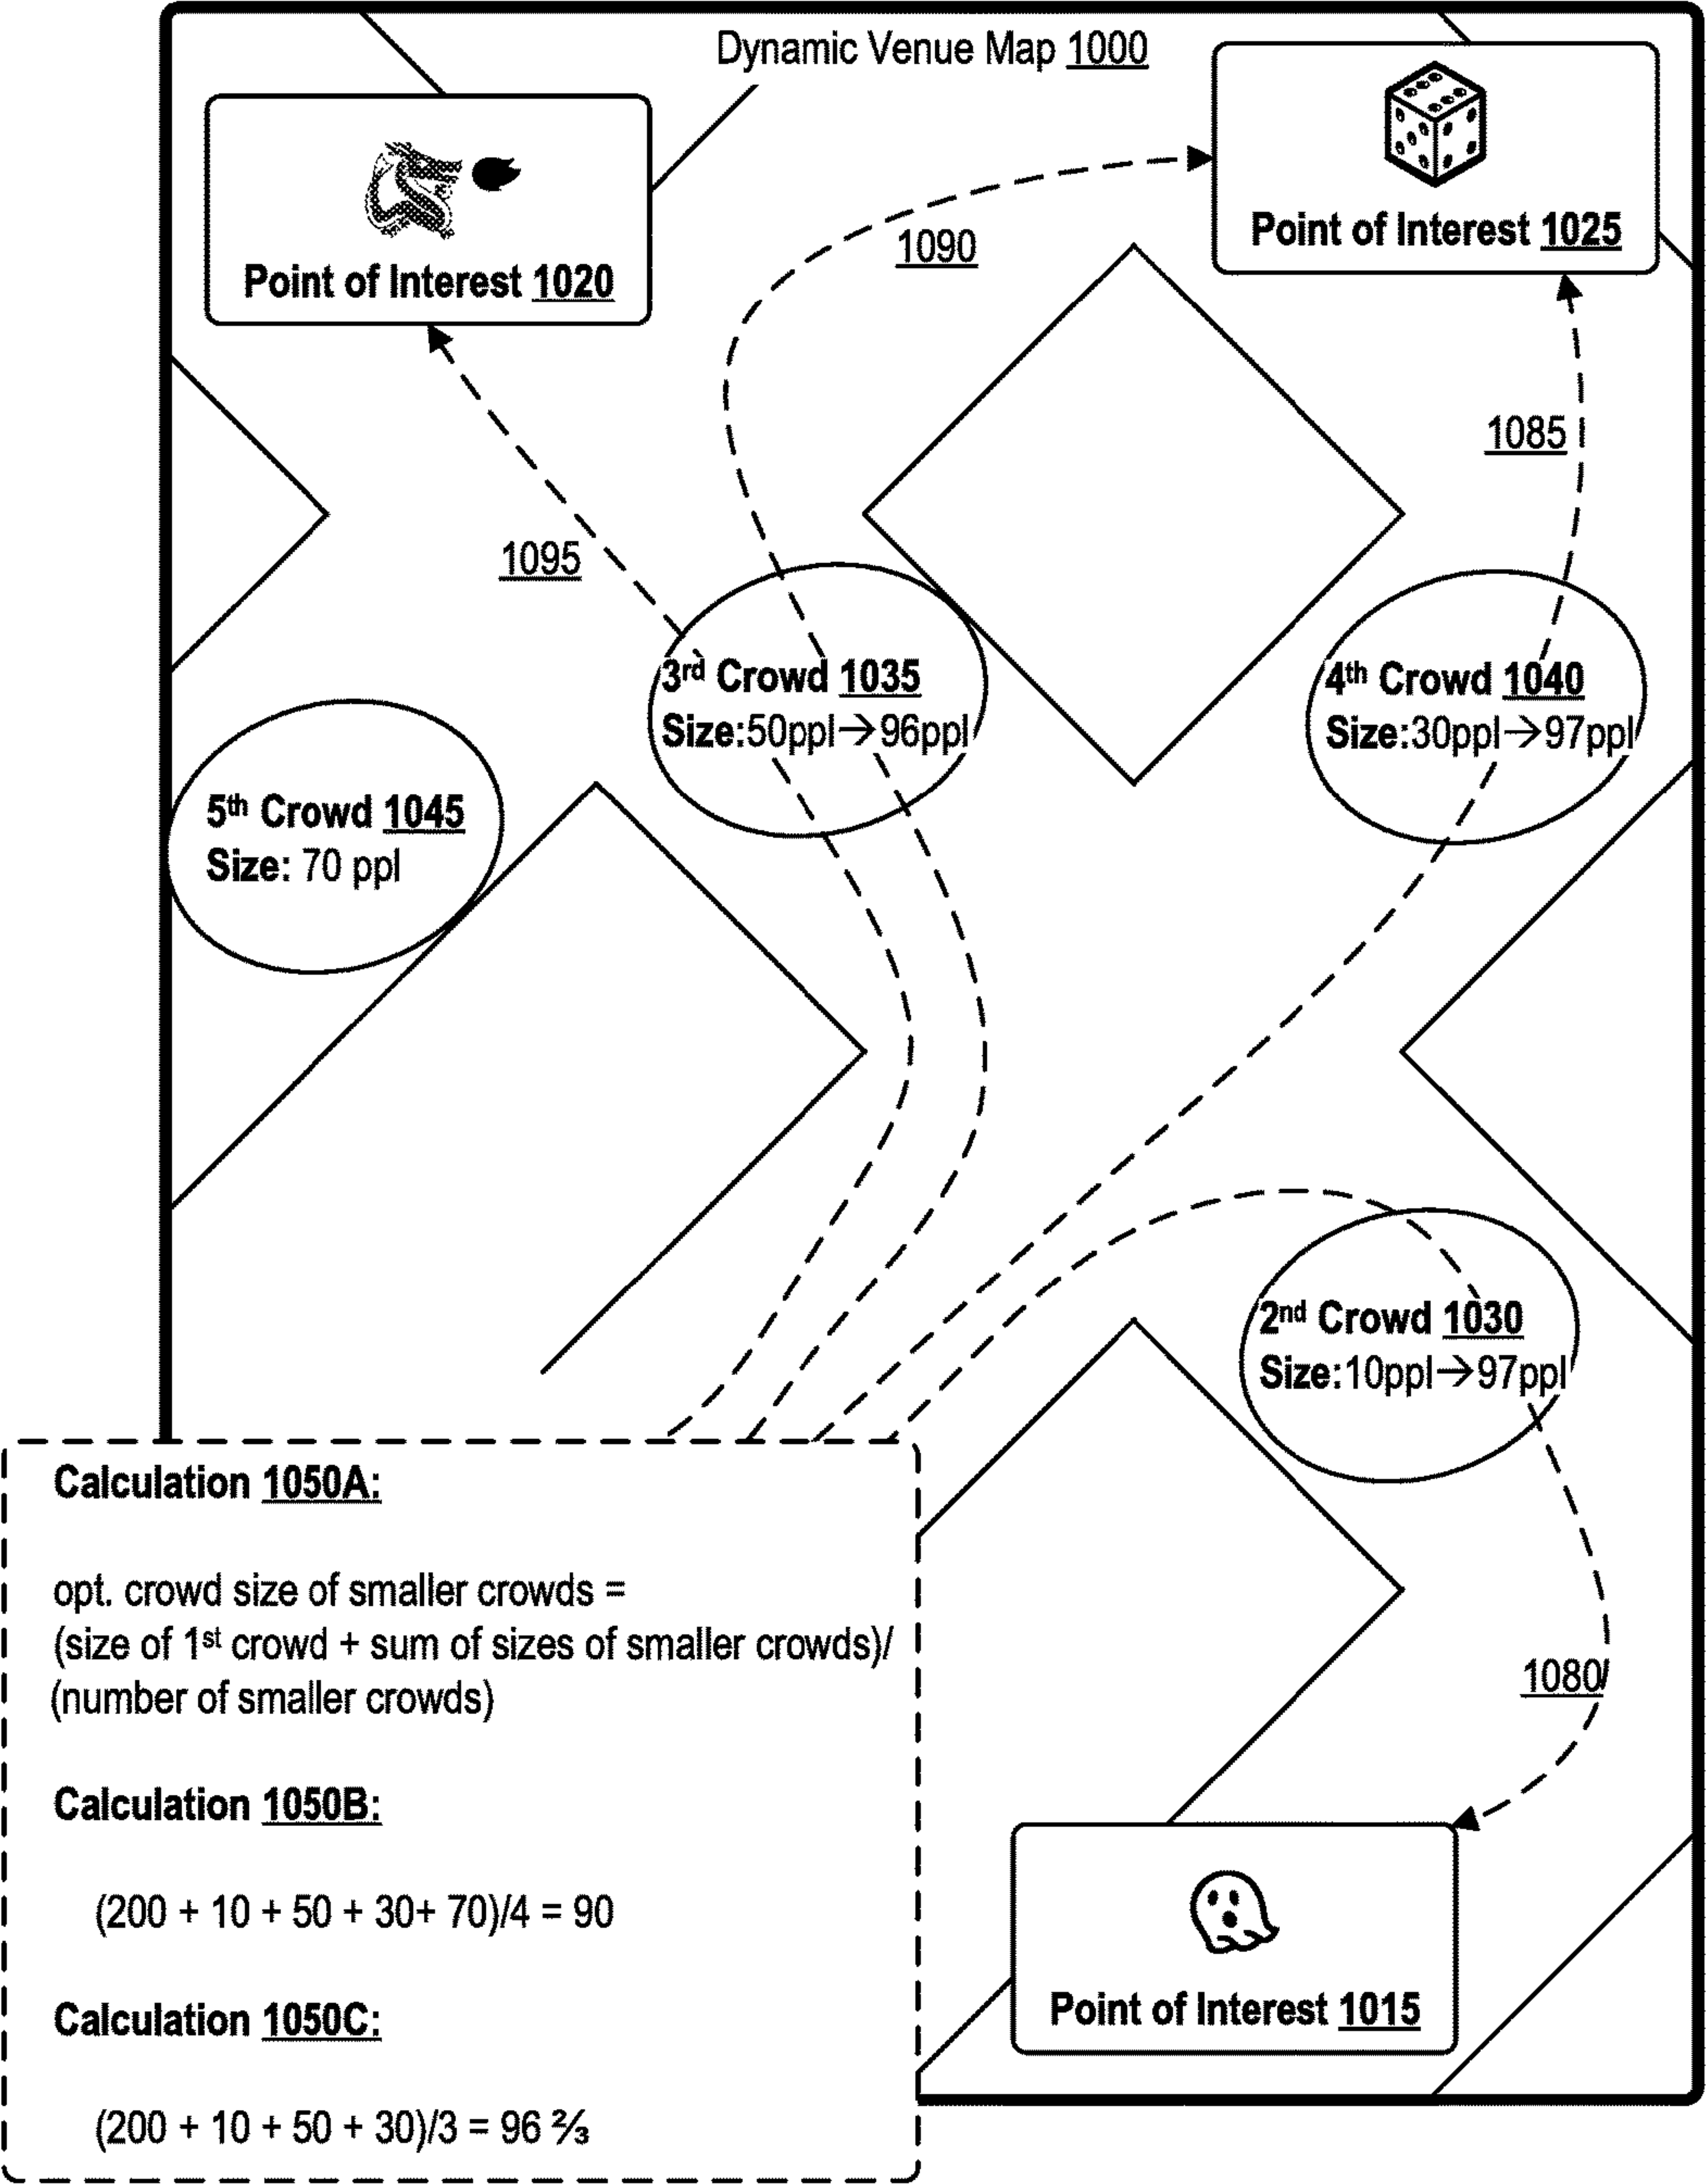 Dynamic Venue Map 1000
Point of Interest 1020
Point of Interest 1025
1090
1085
1095
3rd Crowd 1035
Size:50ppl→96ppl
4th Crowd 1040
Size:30ppl→97ppl
5th Crowd 1045
Size: 70 ppl
2nd Crowd 1030
Size:10ppl→97ppl
1080
Calculation 1050A:
opt. crowd size of smaller crowds =
(size of 1st crowd + sum of sizes of smaller crowds)/
(number of smaller crowds)
Calculation 1050B:
(200 + 10 + 50 + 30+ 70)/4 = 90
Calculation 1050C:
(200 + 10 + 50 + 30)/3 = 96 ⅔
Point of Interest 1015